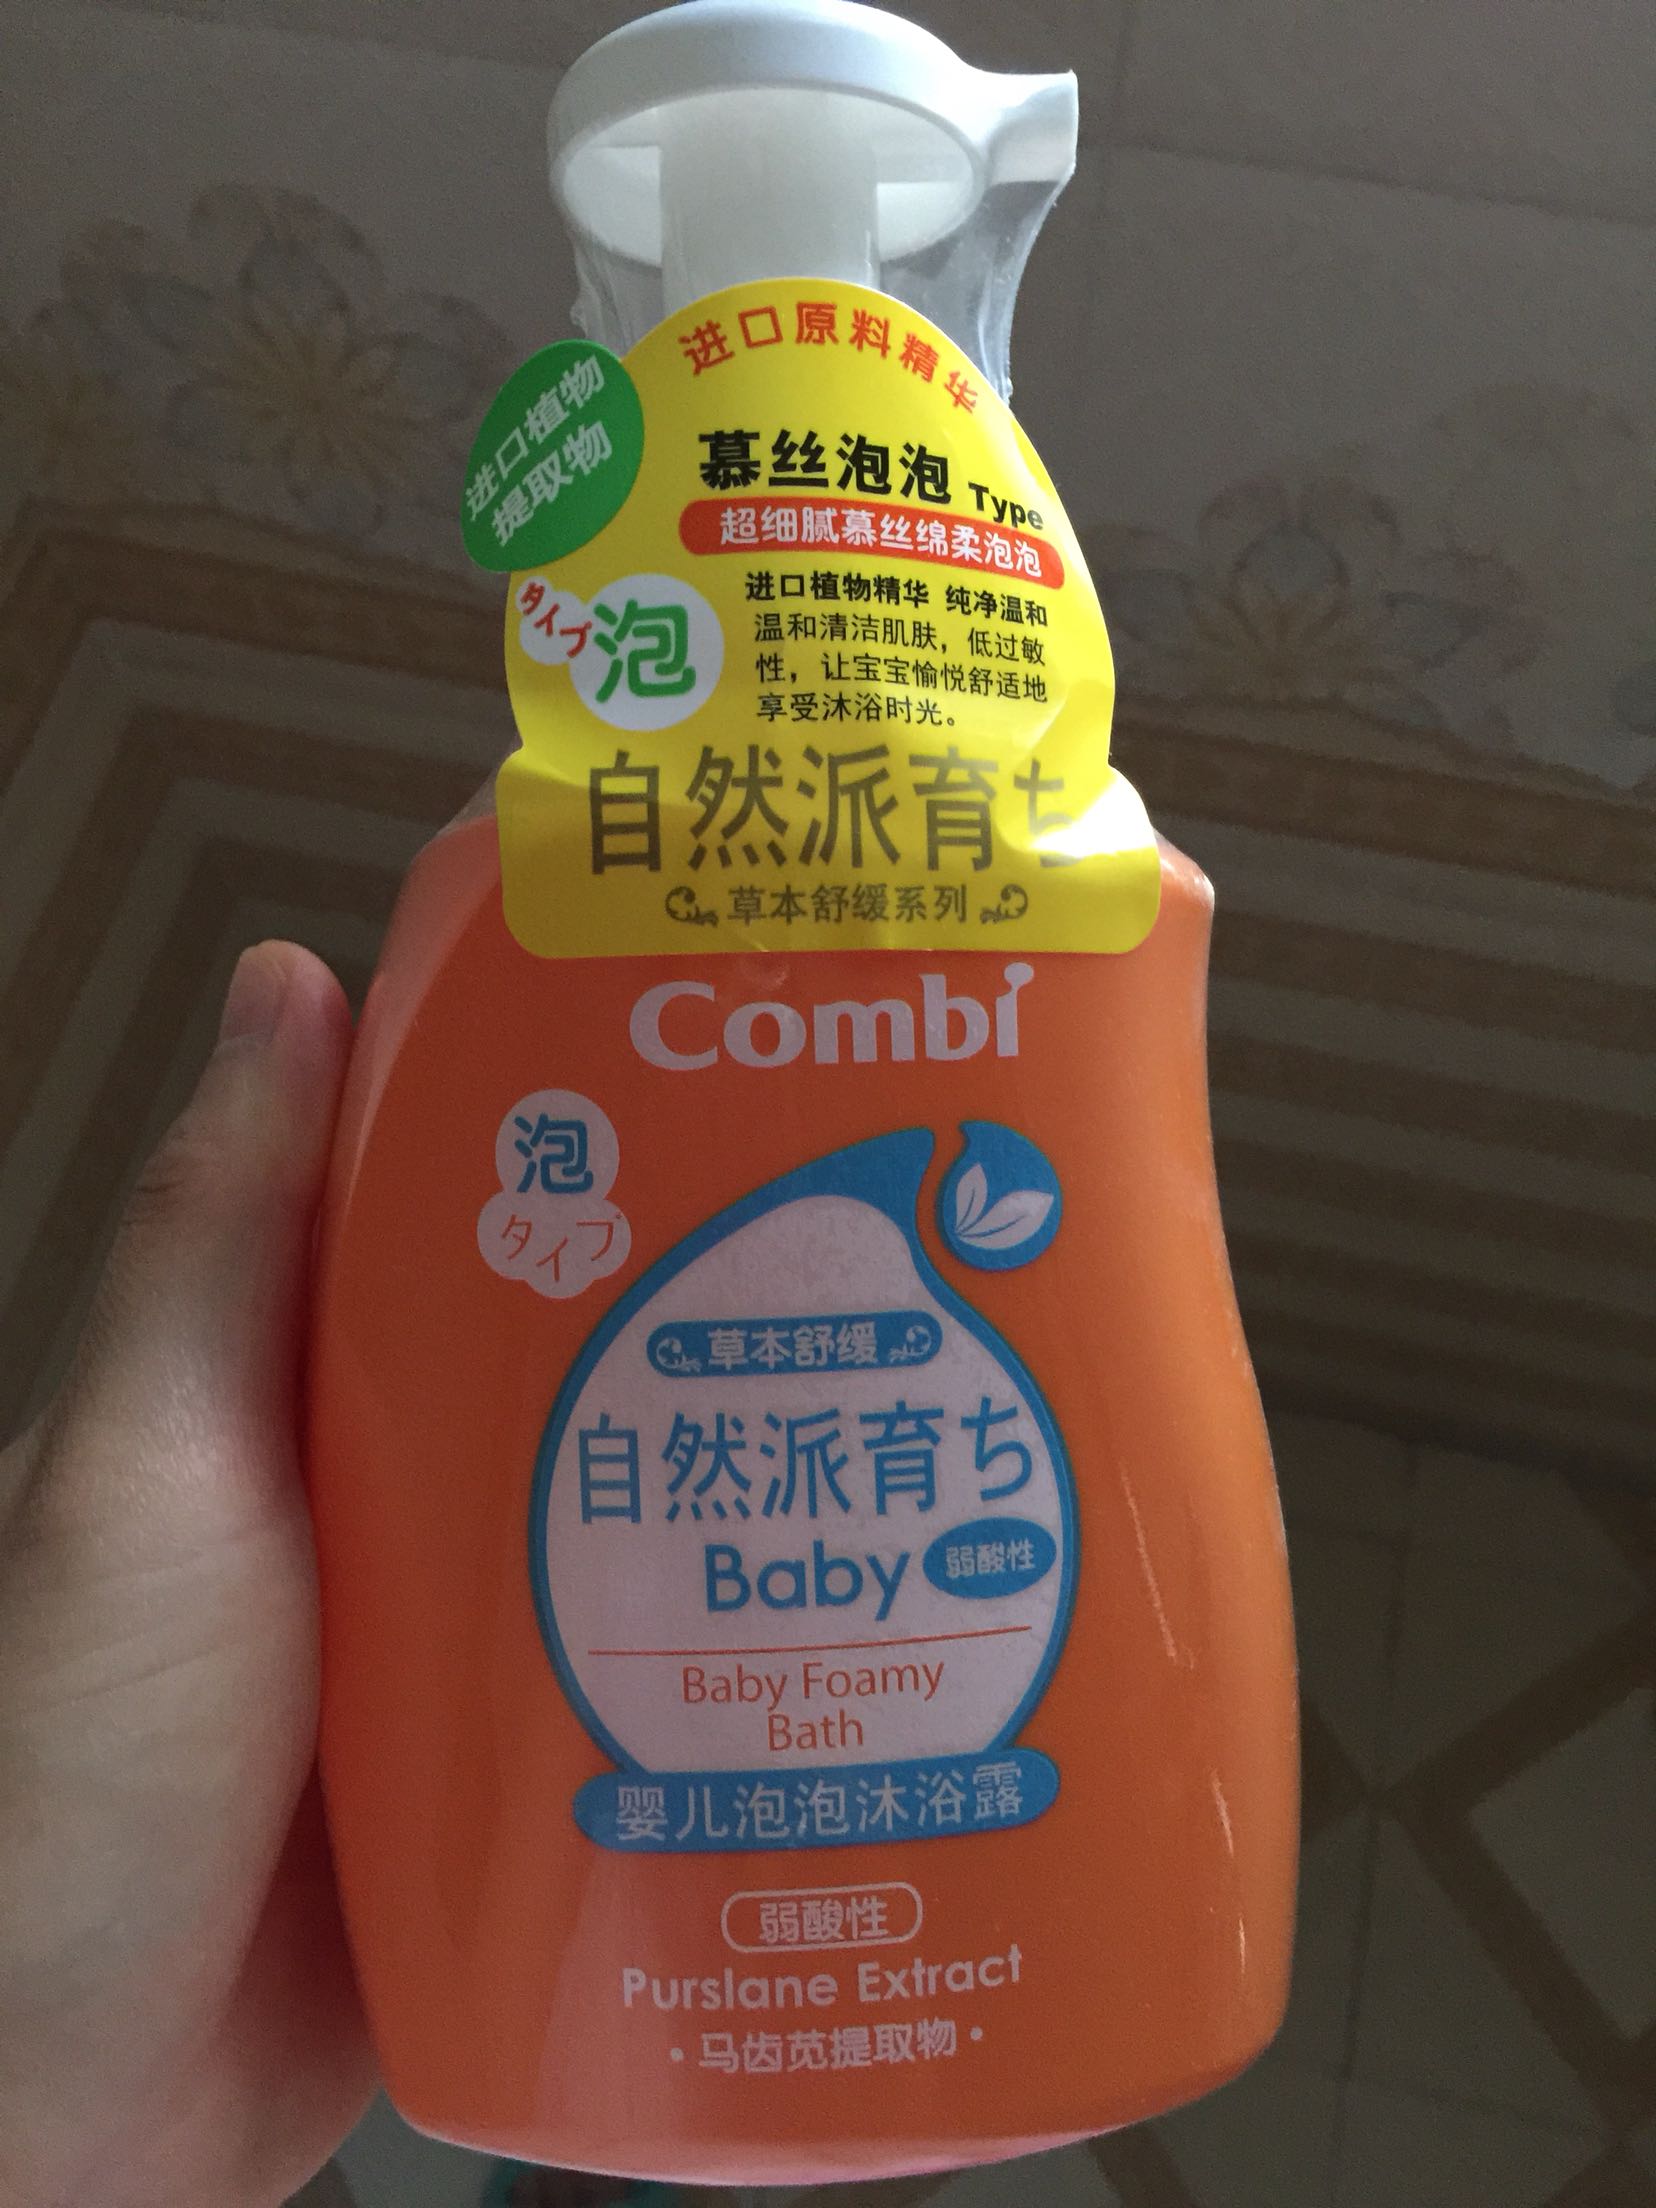 进口原料精华
进口植物
提取物
慕丝泡泡 Type
超细腻慕丝绵柔泡泡
タイプ
泡
进口植物精华 纯净温和
温和清洁肌肤，低过敏
性，让宝宝愉悦舒适地
享受沐浴时光。
自然派育ち
草本舒缓系列
Combi
泡
タイプ
草本舒缓
自然派育ち
Baby 弱酸性
Baby Foamy
Bath
婴儿泡泡沐浴露
弱酸性
Purslane Extract
·马齿苋提取物·